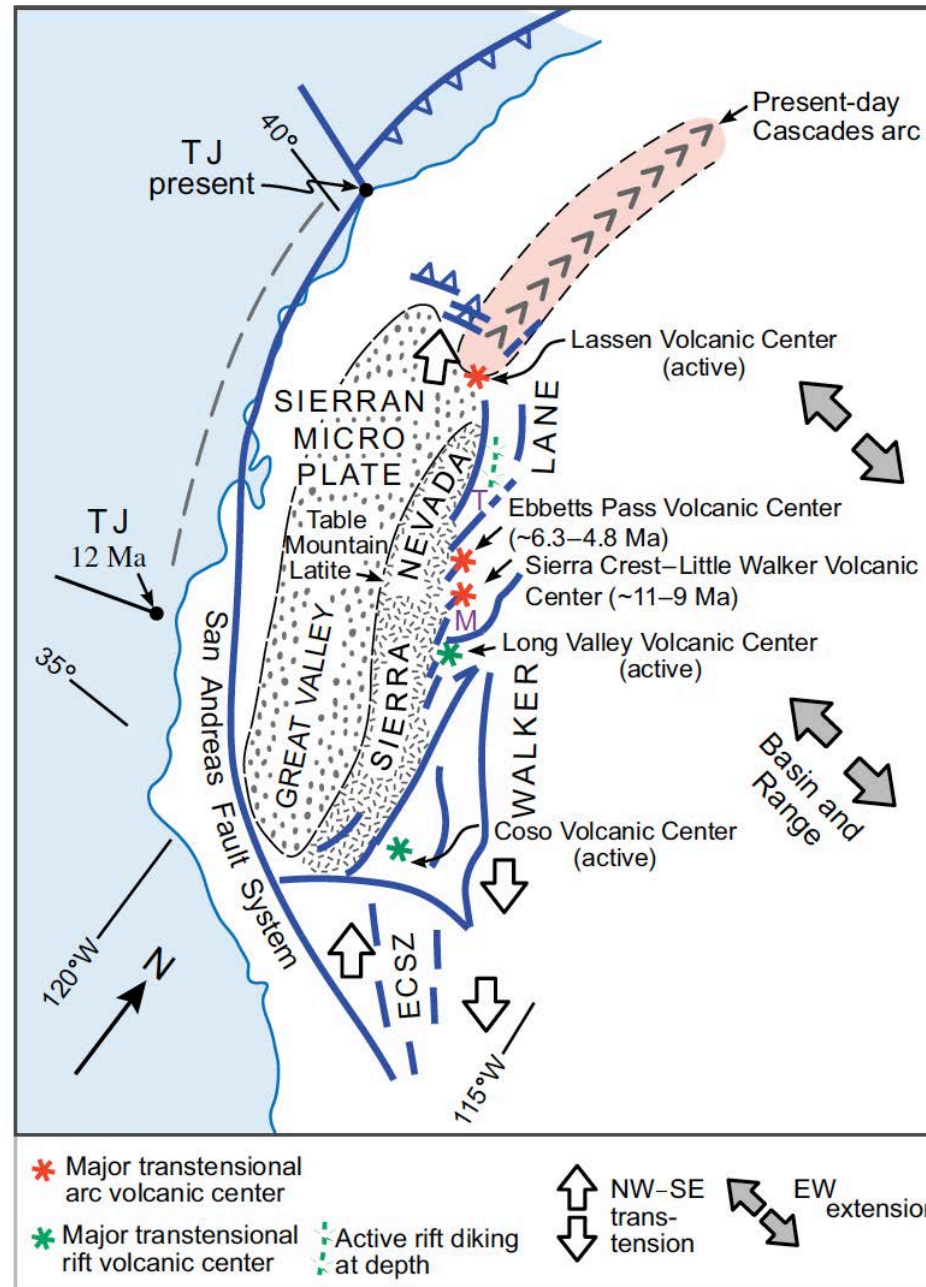 Present-day
Cascades arc
40°
TJ
present
Lassen Volcanic Center
(active)
SIERRAN
MICRO
PLATE
LANE
NEVADA
T
Ebbetts Pass Volcanic Center
(~6.3–4.8 Ma)
Table
Mountain
Latite
Sierra Crest–Little Walker Volcanic
Center (~11–9 Ma)
TJ
12 Ma
M
Long Valley Volcanic Center
(active)
35°
San Andreas Fault System
GREAT VALLEY
SIERRA
WALKER
Basin and
Range
Coso Volcanic Center
(active)
120°W
N
ECSZ
115°W
Major transtensional
arc volcanic center
Major transtensional
rift volcanic center
Active rift diking
at depth
NW–SE
trans-
tension
EW
extension